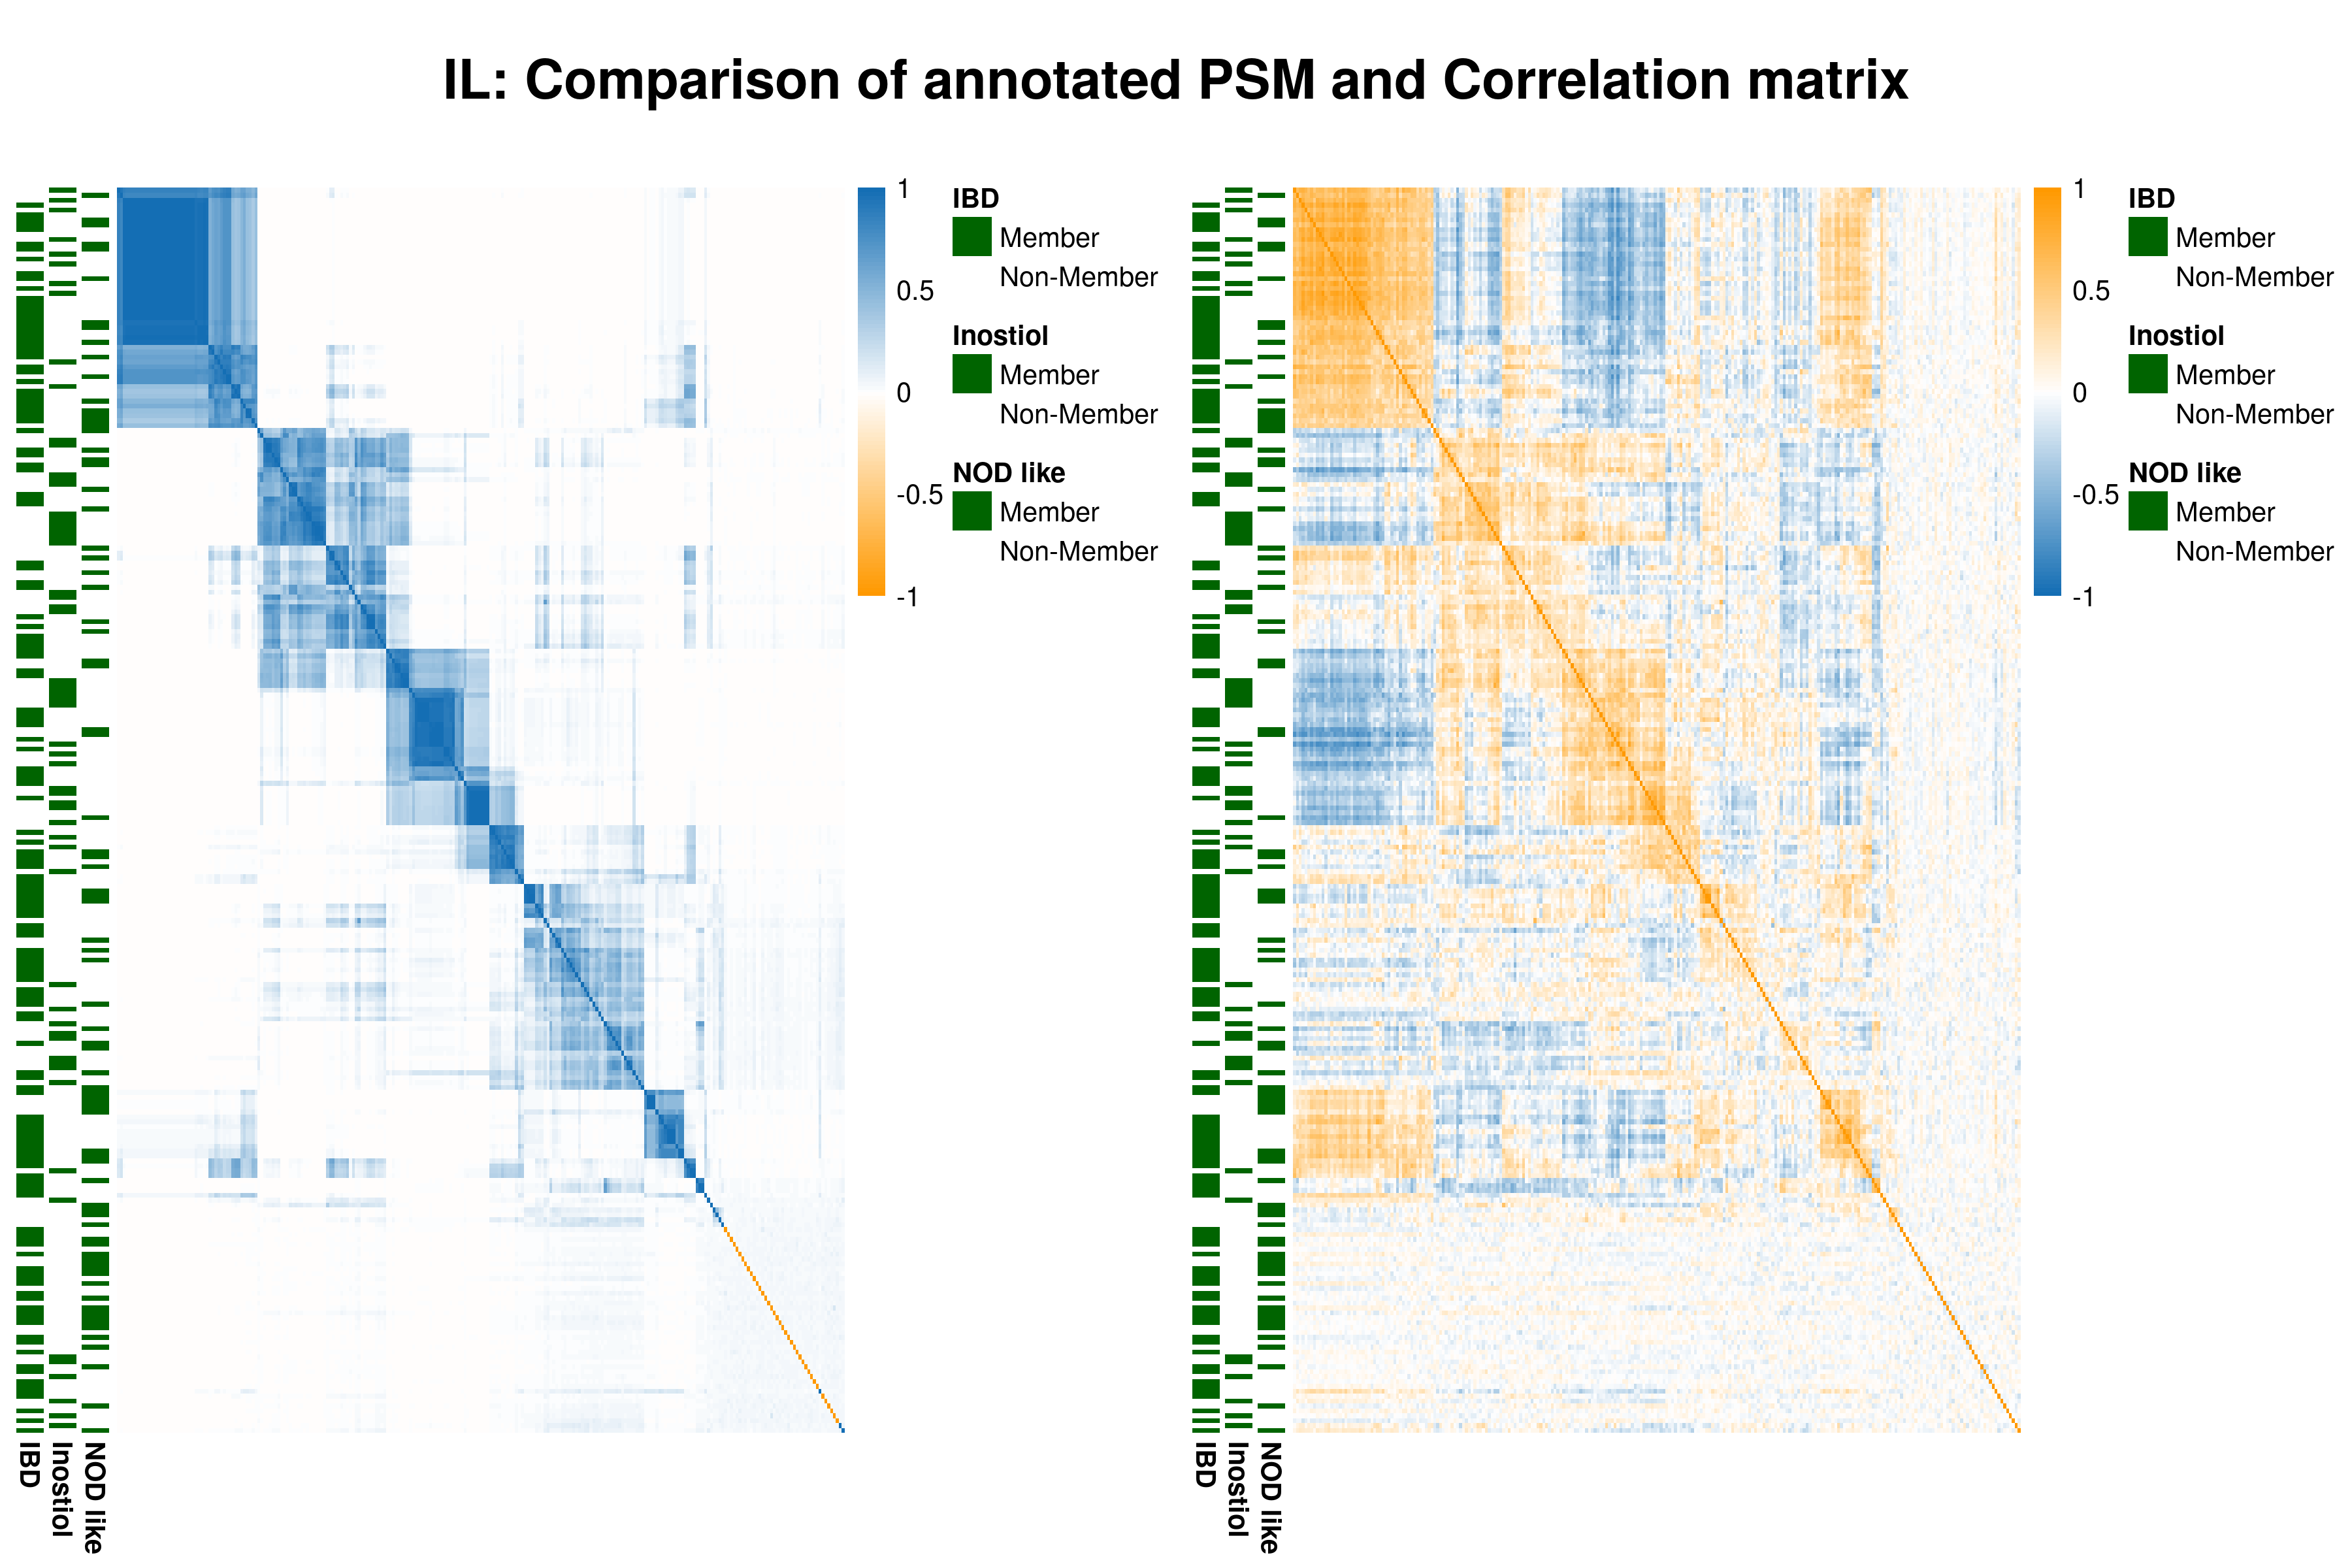 IL: Comparison of annotated PSM and Correlation matrix
1
0.5
0
-0.5
-1
IBD
Member
Non-Member
Inostiol
Member
Non-Member
NOD like
Member
Non-Member
IBD
Inostiol
NOD like
1
0.5
0
-0.5
-1
IBD
Member
Non-Member
Inostiol
Member
Non-Member
NOD like
Member
Non-Member
IBD
Inostiol
NOD like